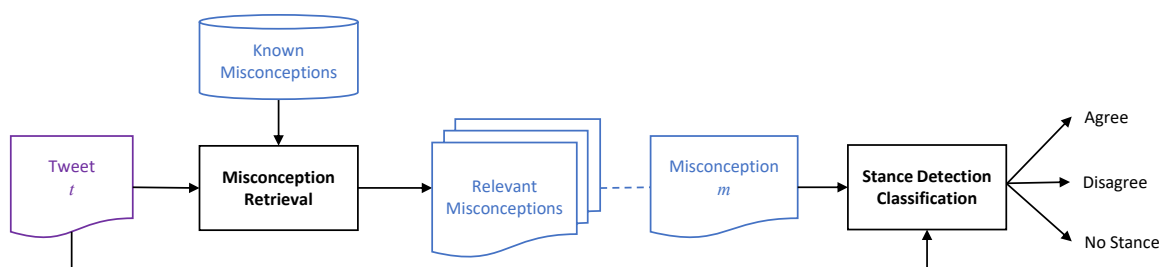 Known
Misconceptions
Tweet
t
Misconception
Retrieval
Relevant
Misconceptions
Misconception
m
Stance Detection
Classification
Agree
Disagree
No Stance